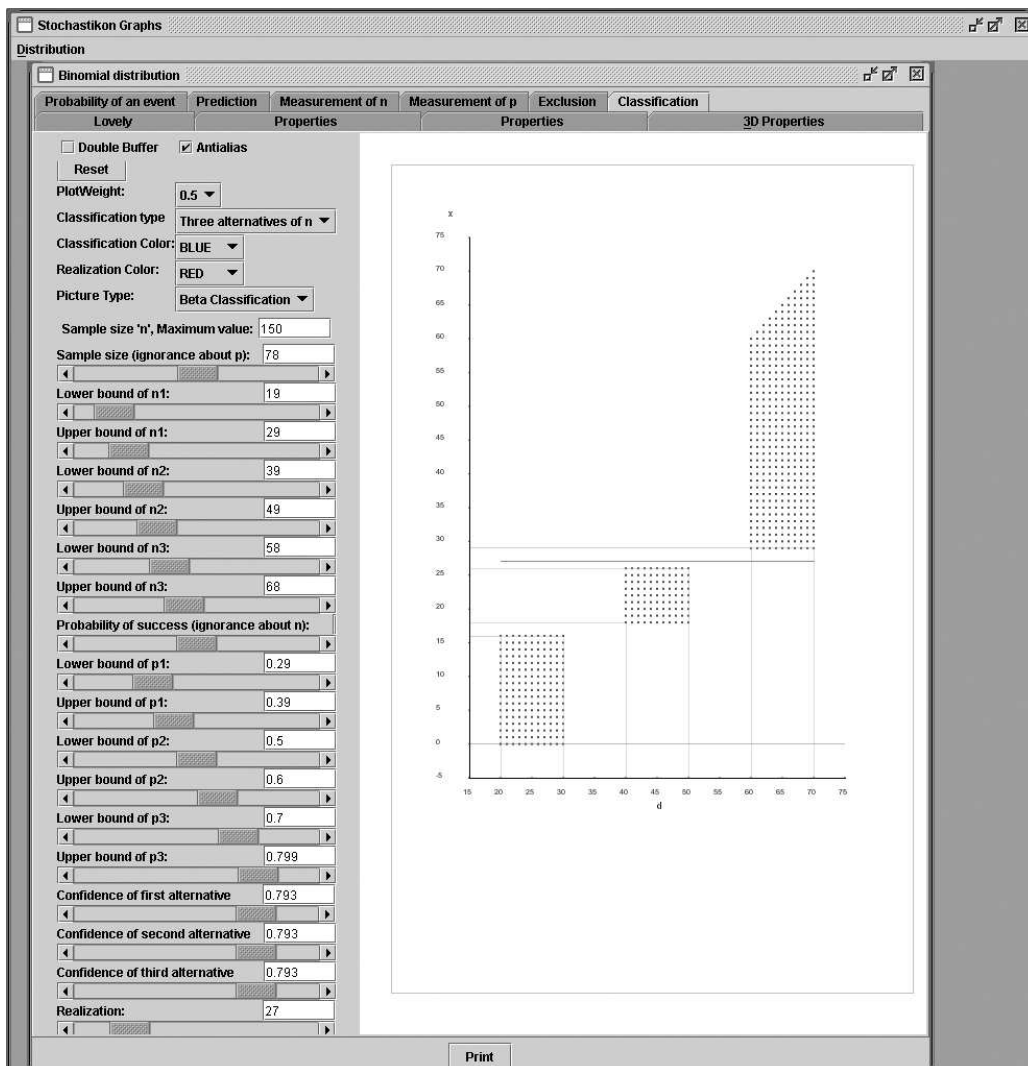 Stochastikon Graphs
Distribution
Binomial distribution
Probability of an event Prediction Measurement of n Measurement of p Exclusion Classification
Lovely Properties Properties 3D Properties
Double Buffer Antialias
Reset
PlotWeight: 0.5
Classification type Three alternatives of n
Classification Color: BLUE
Realization Color: RED
Picture Type: Beta Classification
Sample size 'n', Maximum value: 150
Sample size (ignorance about p): 78
Lower bound of n1: 19
Upper bound of n1: 29
Lower bound of n2: 39
Upper bound of n2: 49
Lower bound of n3: 58
Upper bound of n3: 68
Probability of success (ignorance about n):
Lower bound of p1: 0.29
Upper bound of p1: 0.39
Lower bound of p2: 0.5
Upper bound of p2: 0.6
Lower bound of p3: 0.7
Upper bound of p3: 0.799
Confidence of first alternative 0.793
Confidence of second alternative 0.793
Confidence of third alternative 0.793
Realization: 27
x
75
70
65
60
55
50
45
40
35
30
25
20
15
10
5
0
-5
15 20 25 30 35 40 45 50 55 60 65 70 75
d
Print